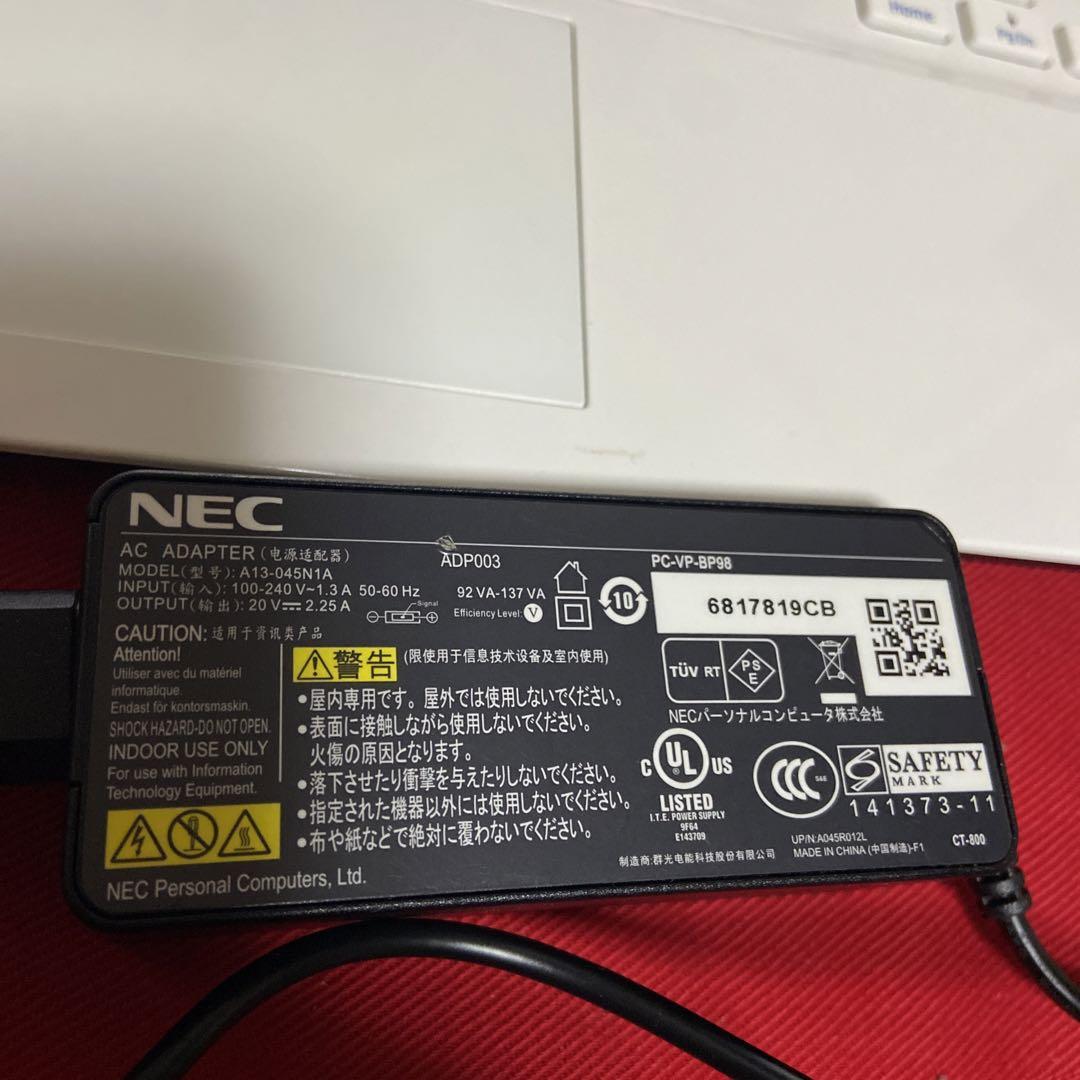 Home
PgDn
NEC
AC ADAPTER (电源适配器)
MODEL(型号): A13-045N1A
INPUT(输入): 100-240 V~1.3 A 50-60 Hz
OUTPUT(输出): 20 V⎓ 2.25 A
ADP003
92 VA-137 VA
Efficiency Level: V
Signal
10
PC-VP-BP98
6817819CB
CAUTION: 适用于资讯类产品
Attention!
Utiliser avec du matériel
informatique.
Endast för kontorsmaskin.
SHOCK HAZARD-DO NOT OPEN.
INDOOR USE ONLY
For use with Information
Technology Equipment.
NEC Personal Computers, Ltd.
警告 (限使用于信息技术设备及室内使用)
•屋内専用です。屋外では使用しないでください。
•表面に接触しながら使用しないでください。
火傷の原因となります。
•落下させたり衝撃を与えたりしないでください。
•指定された機器以外には使用しないでください。
•布や紙などで絶対に覆わないでください。
TÜV RT
PS
E
NECパーソナルコンピュータ株式会社
C UL US
LISTED
I.T.E. POWER SUPPLY
9F64
E143709
CCC S&E
SAFETY
MARK
141373-11
UP/N:A045R012L
CT-800
制造商:群光电能科技股份有限公司
MADE IN CHINA (中国制造)-F1